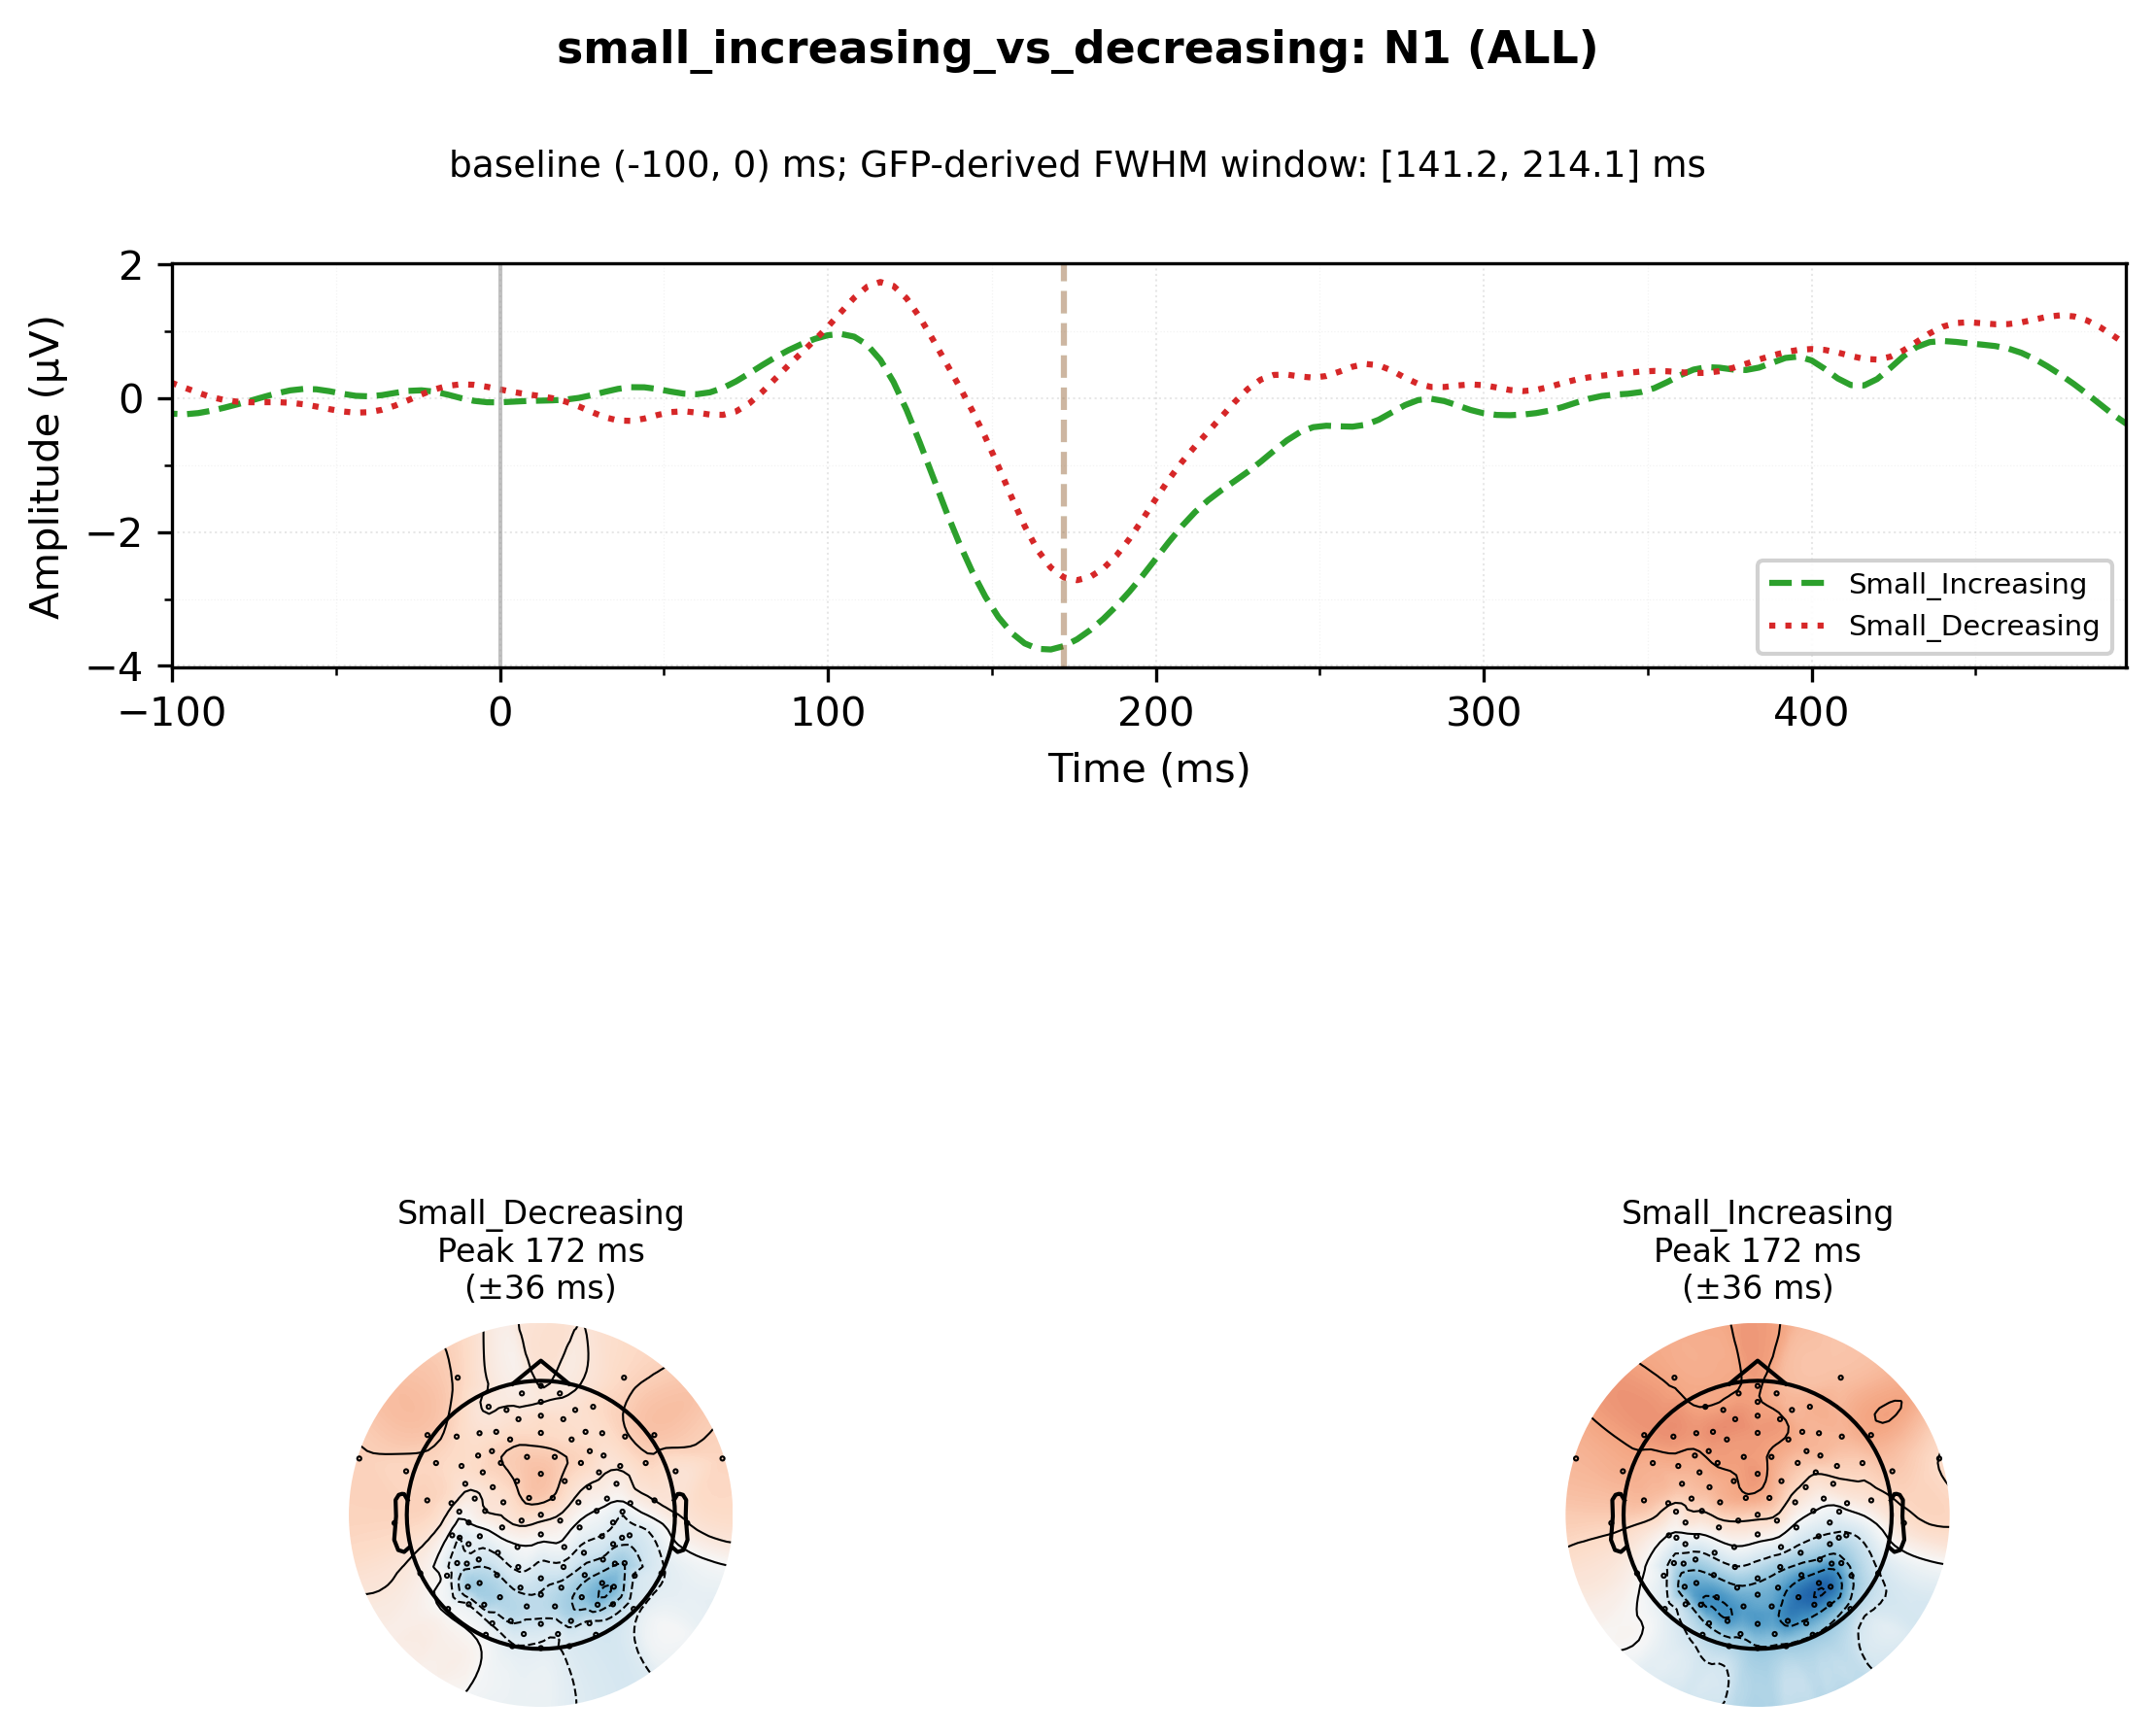 small_increasing_vs_decreasing: N1 (ALL)
baseline (-100, 0) ms; GFP-derived FWHM window: [141.2, 214.1] ms
Amplitude (µV)
2
0
−2
−4
Small_Increasing
Small_Decreasing
−100 0 100 200 300 400
Time (ms)
Small_Decreasing
Peak 172 ms
(±36 ms)
Small_Increasing
Peak 172 ms
(±36 ms)